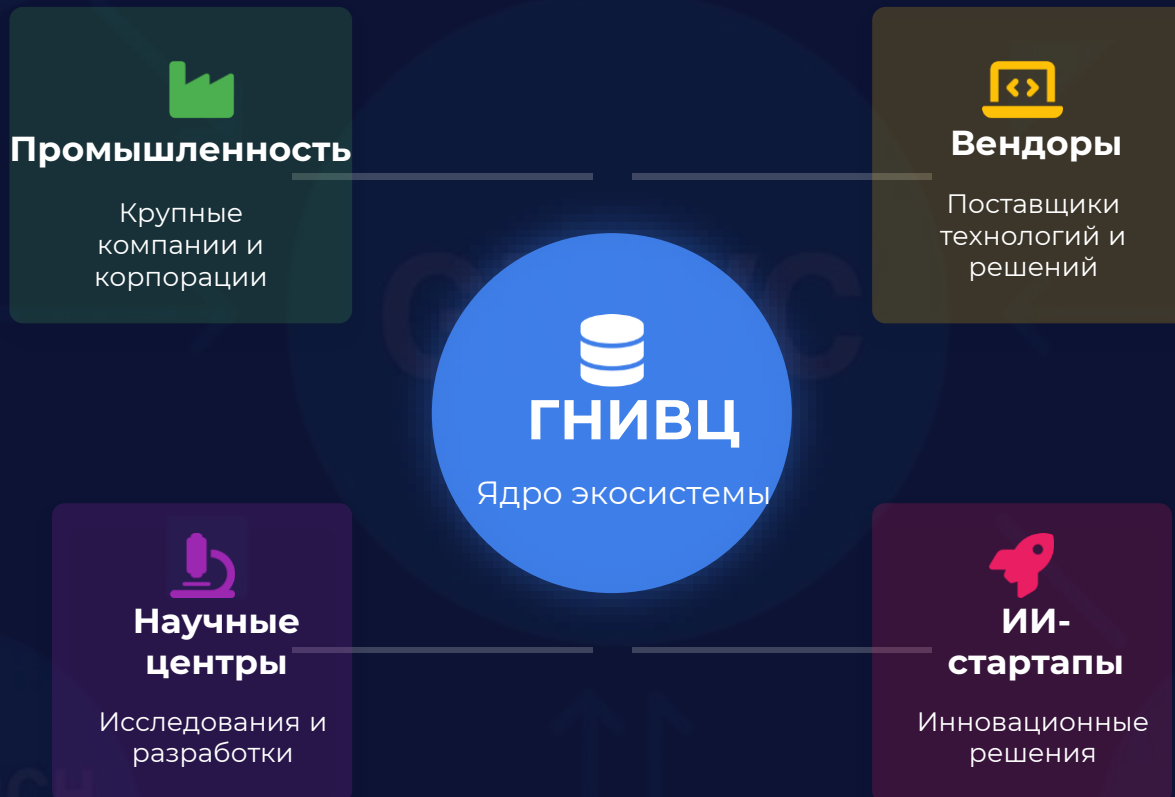 Промышленность
Крупные
компании и
корпорации
Вендоры
Поставщики
технологий и
решений
ГНИВЦ
Ядро экосистемы
Научные
центры
Исследования и
разработки
ИИ-
стартапы
Инновационные
решения